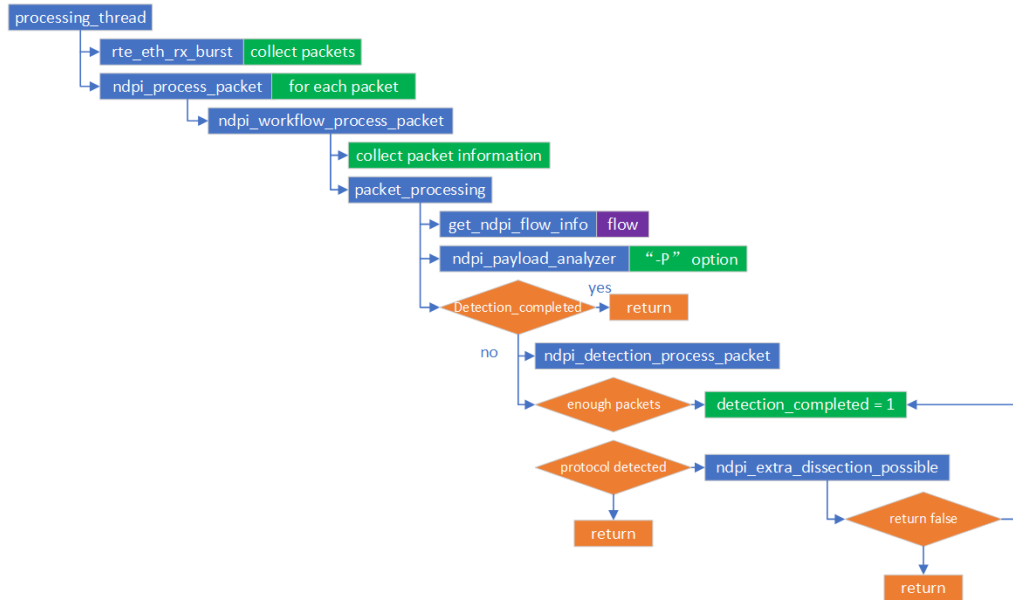 processing_thread
rte_eth_rx_burst collect packets
ndpi_process_packet for each packet
ndpi_workflow_process_packet
collect packet information
packet_processing
get_ndpi_flow_info flow
ndpi_payload_analyzer “-P” option
yes
Detection_completed return
no
ndpi_detection_process_packet
enough packets detection_completed = 1
protocol detected ndpi_extra_dissection_possible
return false
return
return